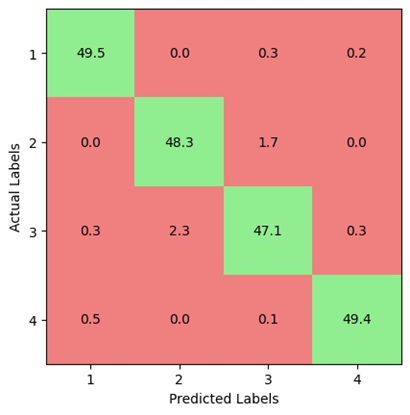 1 49.5 0.0 0.3 0.2
2 0.0 48.3 1.7 0.0
3 0.3 2.3 47.1 0.3
4 0.5 0.0 0.1 49.4
1 2 3 4
Predicted Labels
Actual Labels